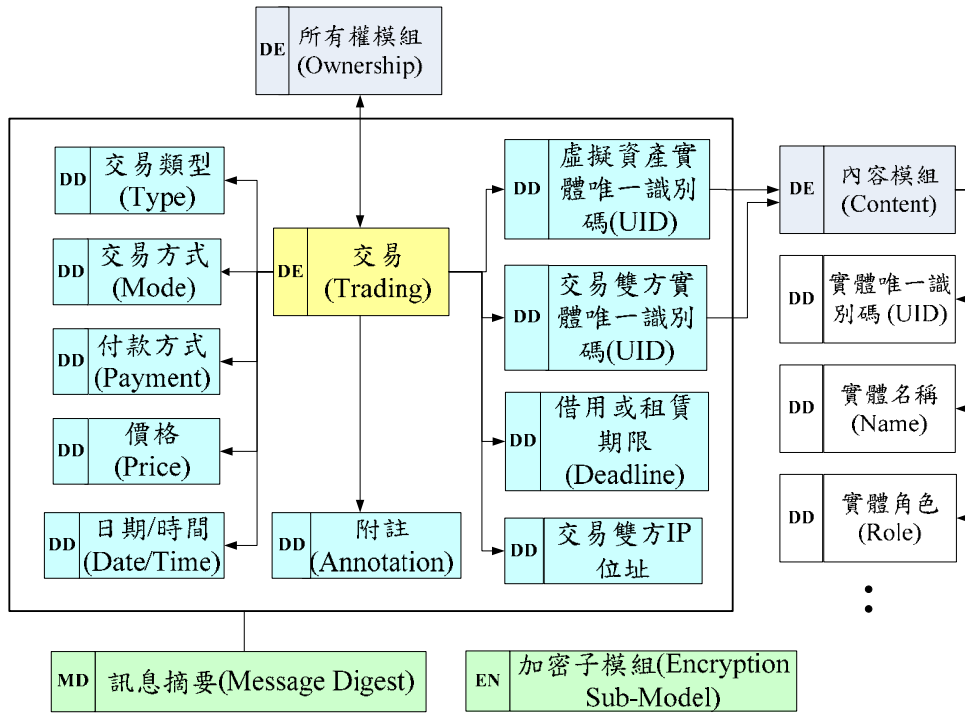 DE
所有權模組
(Ownership)
DD
交易類型
(Type)
DD
交易方式
(Mode)
DD
付款方式
(Payment)
DD
價格
(Price)
DD
日期/時間
(Date/Time)
DE
交易
(Trading)
DD
附註
(Annotation)
DD
虛擬資產實
體唯一識別
碼(UID)
DD
交易雙方實
體唯一識別
碼(UID)
DD
借用或租賃
期限
(Deadline)
DD
交易雙方IP
位址
DE
內容模組
(Content)
DD
實體唯一識
別碼 (UID)
DD
實體名稱
(Name)
DD
實體角色
(Role)
MD
訊息摘要(Message Digest)
EN
加密子模組(Encryption
Sub-Model)